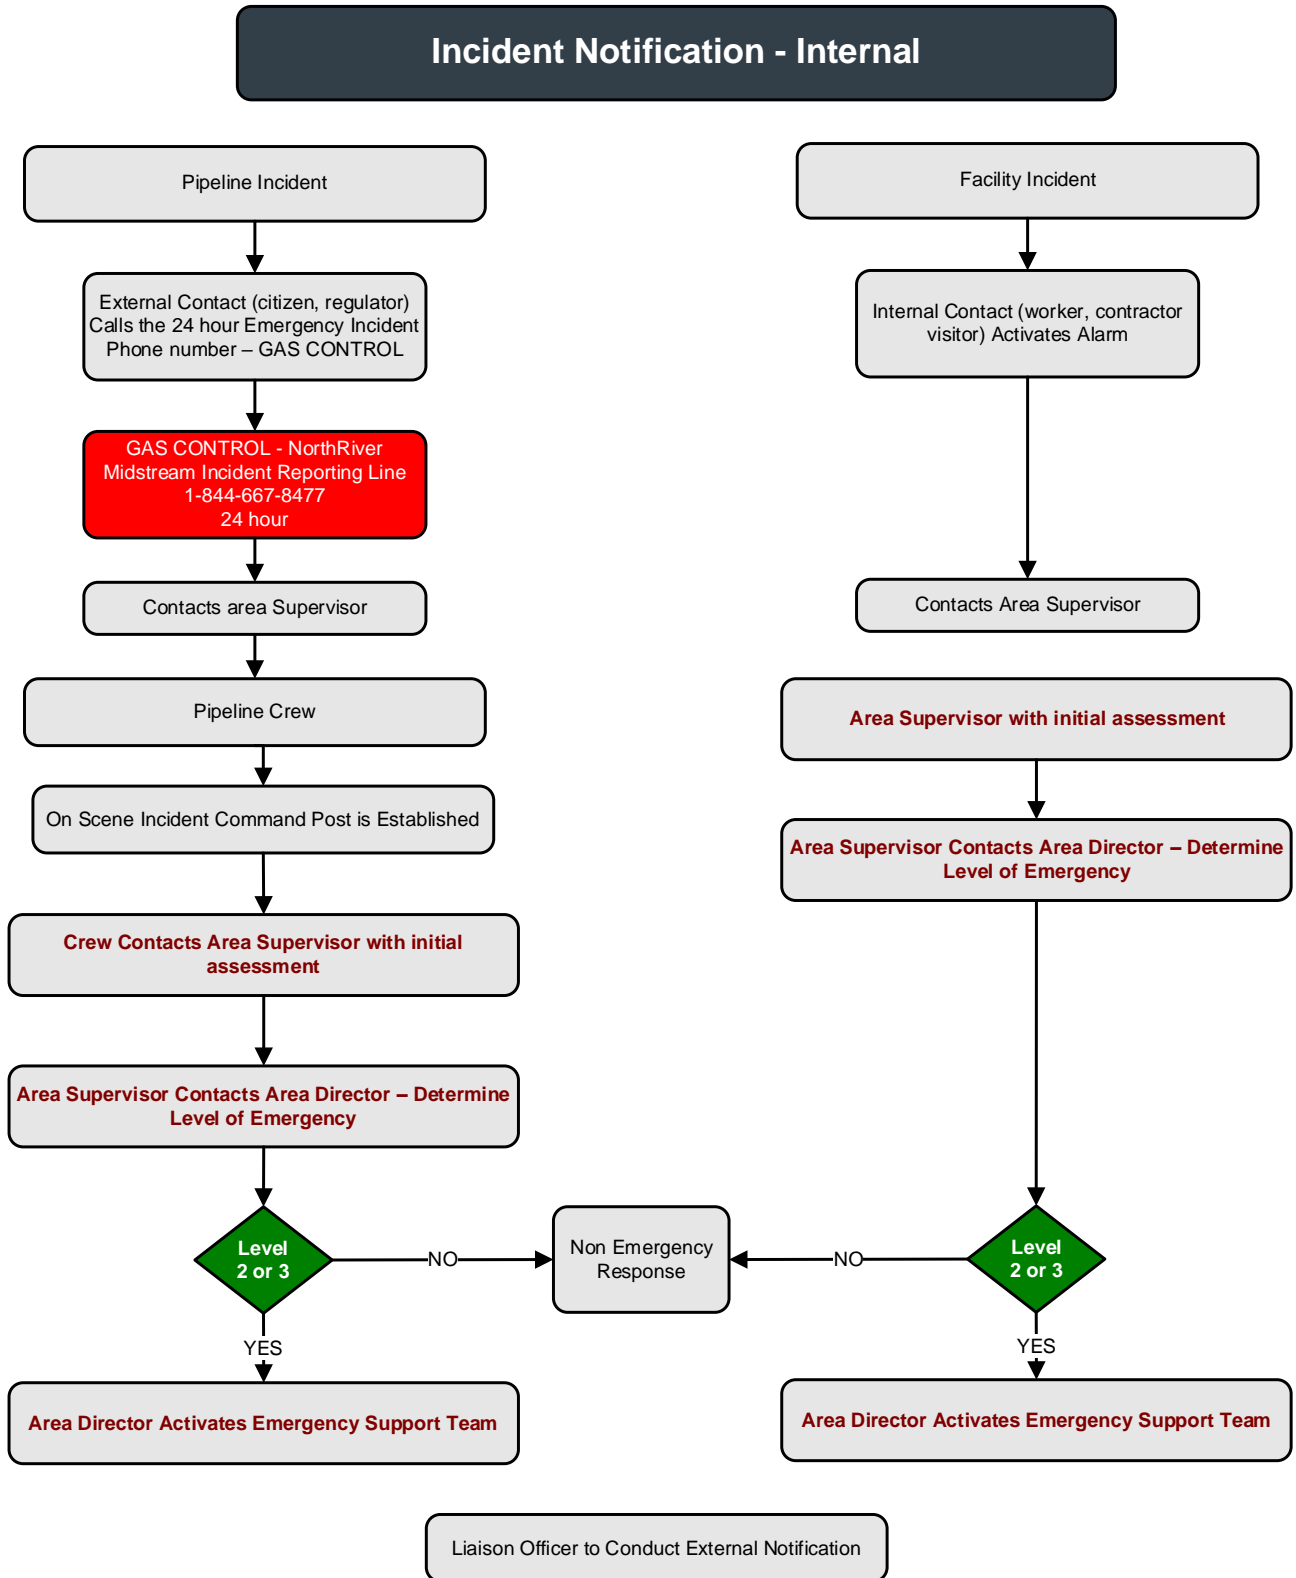 Incident Notification - Internal
Pipeline Incident
External Contact (citizen, regulator)
Calls the 24 hour Emergency Incident
Phone number – GAS CONTROL
GAS CONTROL - NorthRiver
Midstream Incident Reporting Line
1-844-667-8477
24 hour
Contacts area Supervisor
Pipeline Crew
On Scene Incident Command Post is Established
Crew Contacts Area Supervisor with initial
assessment
Area Supervisor Contacts Area Director – Determine
Level of Emergency
Level
2 or 3
NO
YES
Area Director Activates Emergency Support Team
Non Emergency
Response
Facility Incident
Internal Contact (worker, contractor
visitor) Activates Alarm
Contacts Area Supervisor
Area Supervisor with initial assessment
Area Supervisor Contacts Area Director – Determine
Level of Emergency
Level
2 or 3
NO
YES
Area Director Activates Emergency Support Team
Liaison Officer to Conduct External Notification